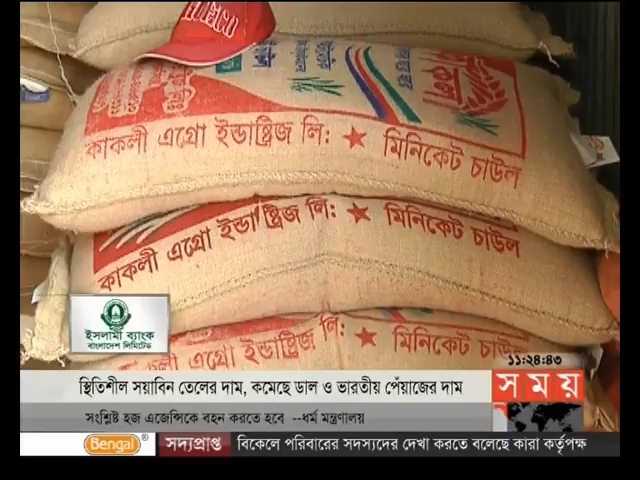 কাকলী এগ্রো ইন্ডাষ্ট্রিজ লি: ★ মিনিকেট চাউল
কাকলী এগ্রো ইন্ডাষ্ট্রিজ লি: ★ মিনিকেট চাউল
কাকলী এগ্রো ইন্ডাষ্ট্রিজ লি: ★ মিনিকেট চাউল
ইসলামী ব্যাংক
বাংলাদেশ লিমিটেড
১১:২৪:৪৩
স্থিতিশীল সয়াবিন তেলের দাম, কমেছে ডাল ও ভারতীয় পেঁয়াজের দাম
সময়
সংশ্লিষ্ট হজ এজেন্সিকে বহন করতে হবে --ধর্ম মন্ত্রণালয়
Bengal সদ্যপ্রাপ্ত বিকেলে পরিবারের সদস্যদের দেখা করতে বলেছে কারা কর্তৃপক্ষ